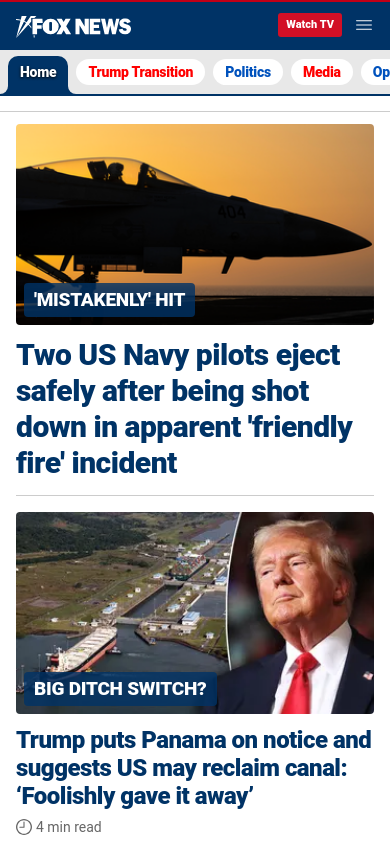 FOX NEWS
Watch TV
Home
Trump Transition
Politics
Media
Op
404
'MISTAKENLY' HIT
Two US Navy pilots eject
safely after being shot
down in apparent 'friendly
fire' incident
BIG DITCH SWITCH?
Trump puts Panama on notice and
suggests US may reclaim canal:
‘Foolishly gave it away’
4 min read